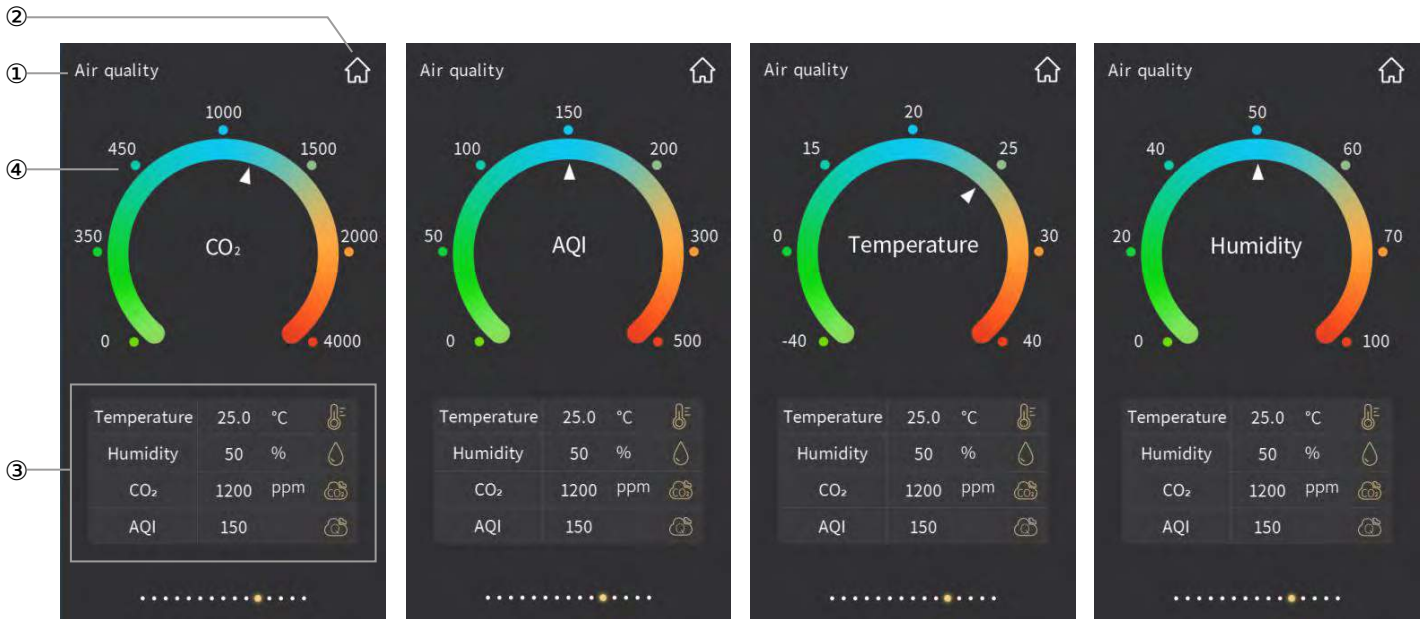 ②
① Air quality
1000
450 1500
④
350 2000
CO₂
0 4000
③
Temperature 25.0 °C
Humidity 50 %
CO₂ 1200 ppm CO₂
AQI 150 Q
Air quality
150
100 200
50 300
AQI
0 500
Temperature 25.0 °C
Humidity 50 %
CO₂ 1200 ppm CO₂
AQI 150 Q
Air quality
20
15 25
0 30
Temperature
-40 40
Temperature 25.0 °C
Humidity 50 %
CO₂ 1200 ppm CO₂
AQI 150 Q
Air quality
50
40 60
20 70
Humidity
0 100
Temperature 25.0 °C
Humidity 50 %
CO₂ 1200 ppm CO₂
AQI 150 Q